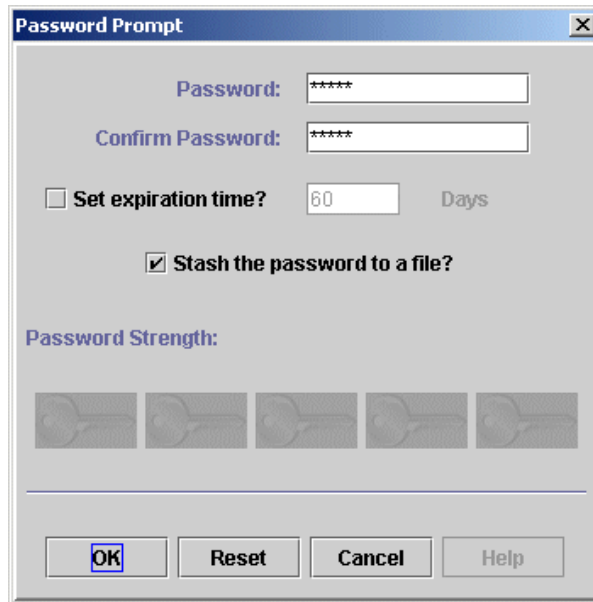 Password Prompt
Password: *****
Confirm Password: *****
Set expiration time? 60 Days
Stash the password to a file?
Password Strength:
OK Reset Cancel Help